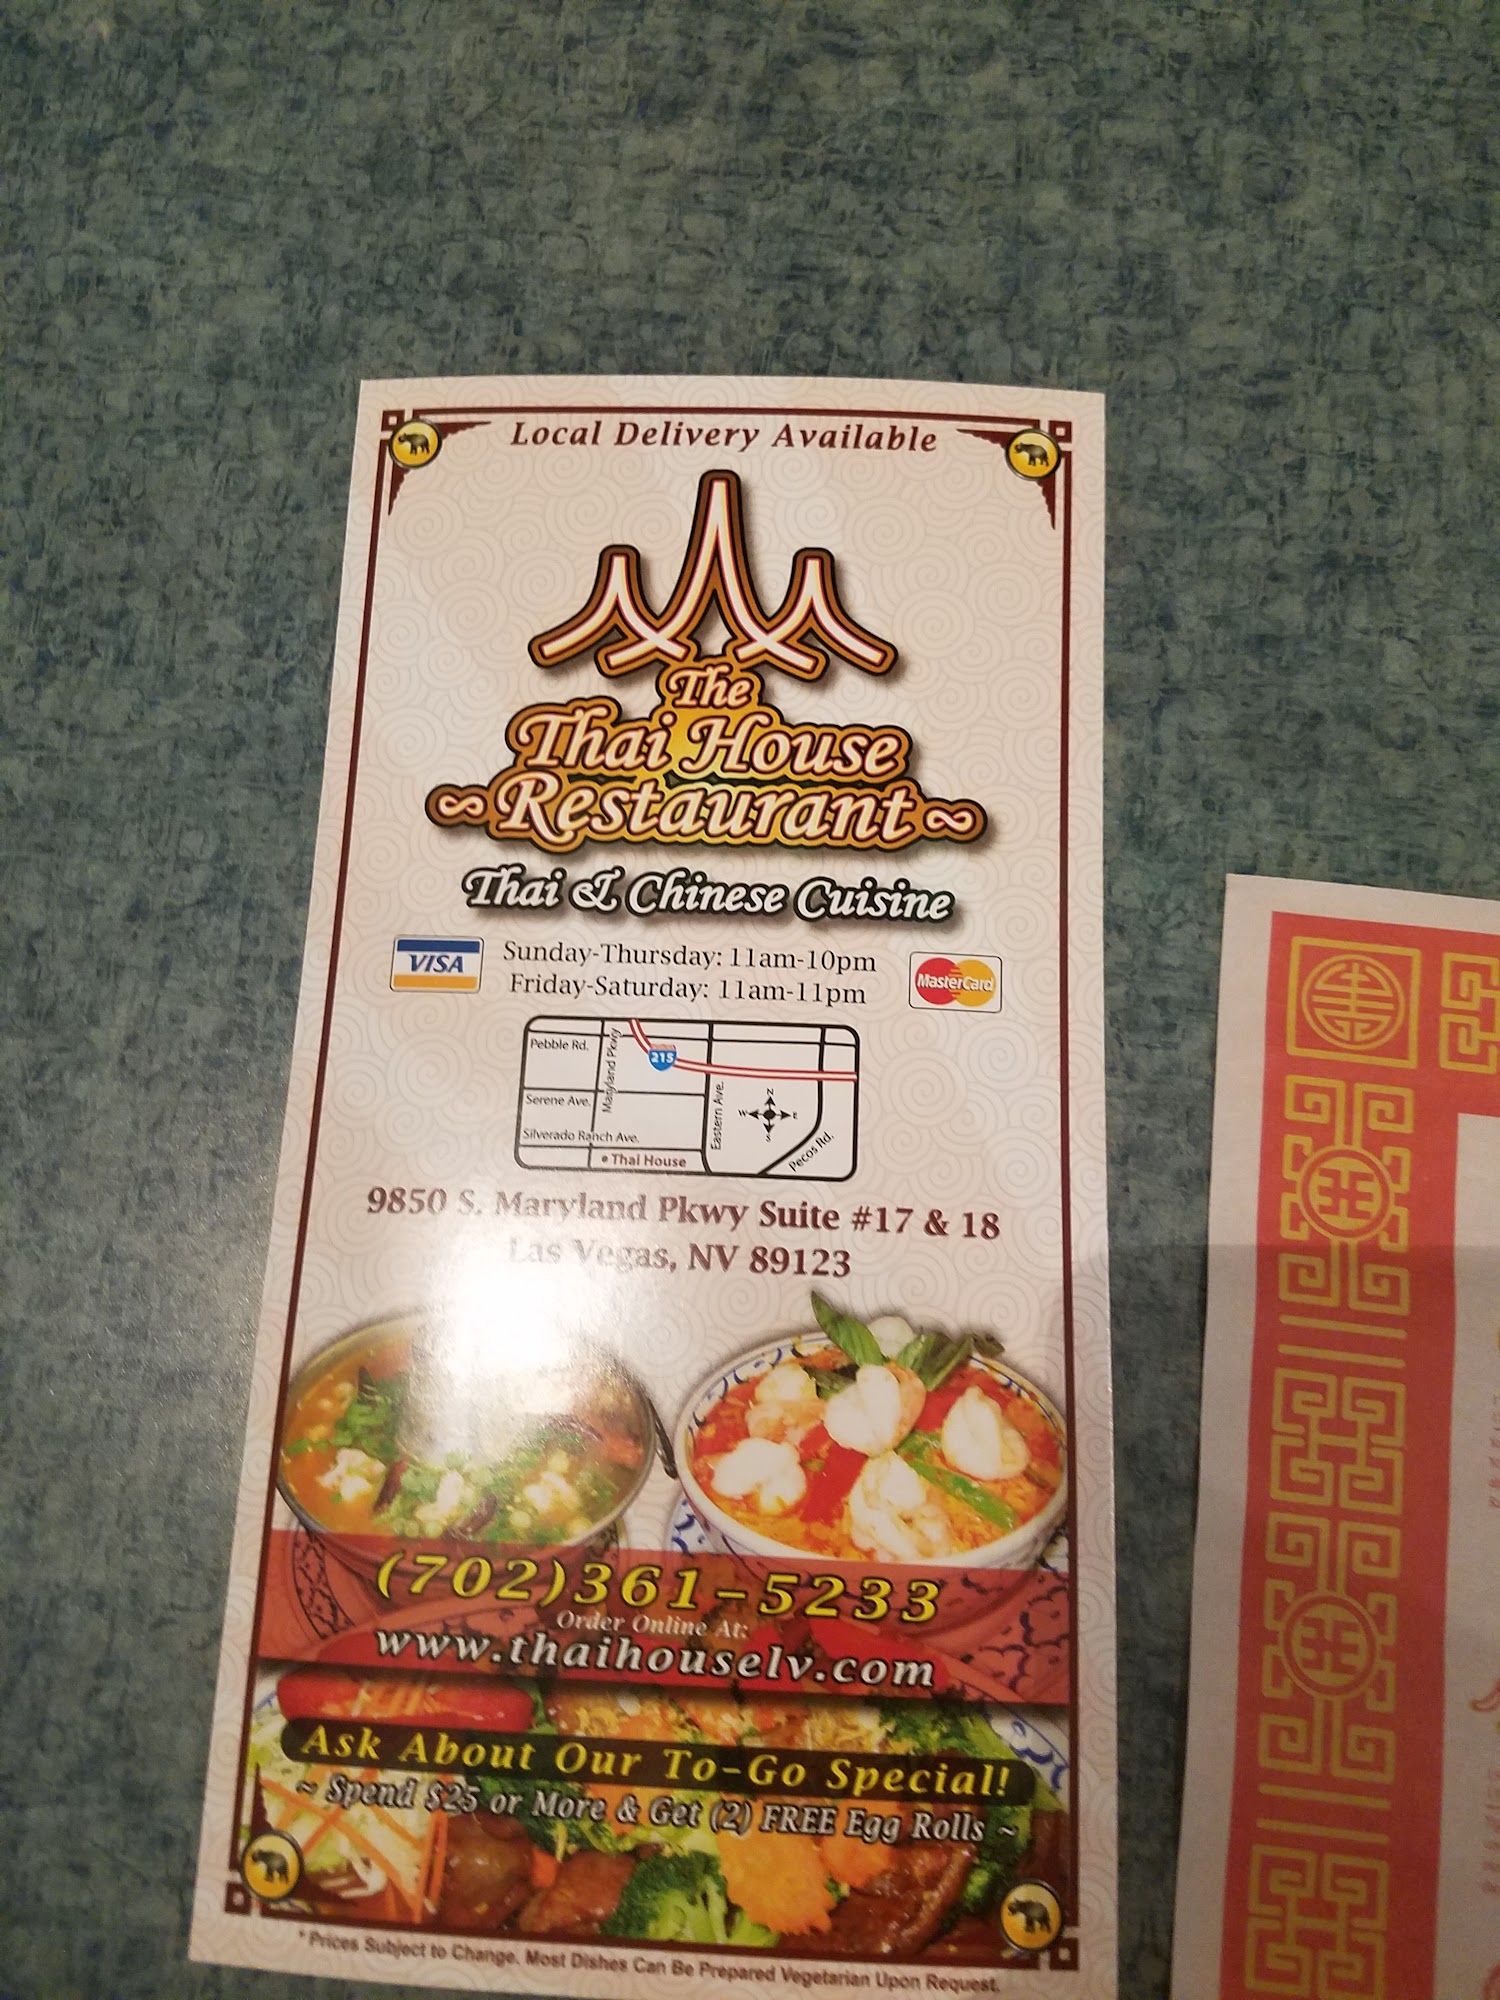 Local Delivery Available
The
Thai House
~ Restaurant ~
Thai & Chinese Cuisine
VISA
Sunday-Thursday: 11am-10pm
MasterCard
Friday-Saturday: 11am-11pm
Pebble Rd.
Maryland Pkwy
215
Serene Ave.
Eastern Ave.
N
W
E
S
Silverado Ranch Ave.
Pecos Rd.
• Thai House
9850 S. Maryland Pkwy Suite #17 & 18
Las Vegas, NV 89123
(702)361-5233
Order Online At:
www.thaihouselv.com
Ask About Our To-Go Special!
~ Spend $25 or More & Get (2) FREE Egg Rolls ~
* Prices Subject to Change. Most Dishes Can Be Prepared Vegetarian Upon Request.